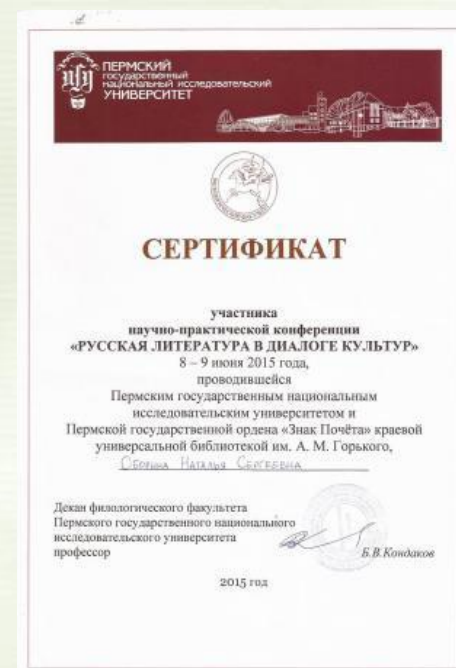 ПЕРМСКИЙ
государственный
национальный исследовательский
УНИВЕРСИТЕТ
СЕРТИФИКАТ
участника
научно-практической конференции
«РУССКАЯ ЛИТЕРАТУРА В ДИАЛОГЕ КУЛЬТУР»
8 – 9 июня 2015 года,
проводившейся
Пермским государственным национальным
исследовательским университетом и
Пермской государственной ордена «Знак Почёта» краевой
универсальной библиотекой им. А. М. Горького,
Наталья Сергеевна
Декан филологического факультета
Пермского государственного национального
исследовательского университета
профессор
Б.В.Кондаков
2015 год